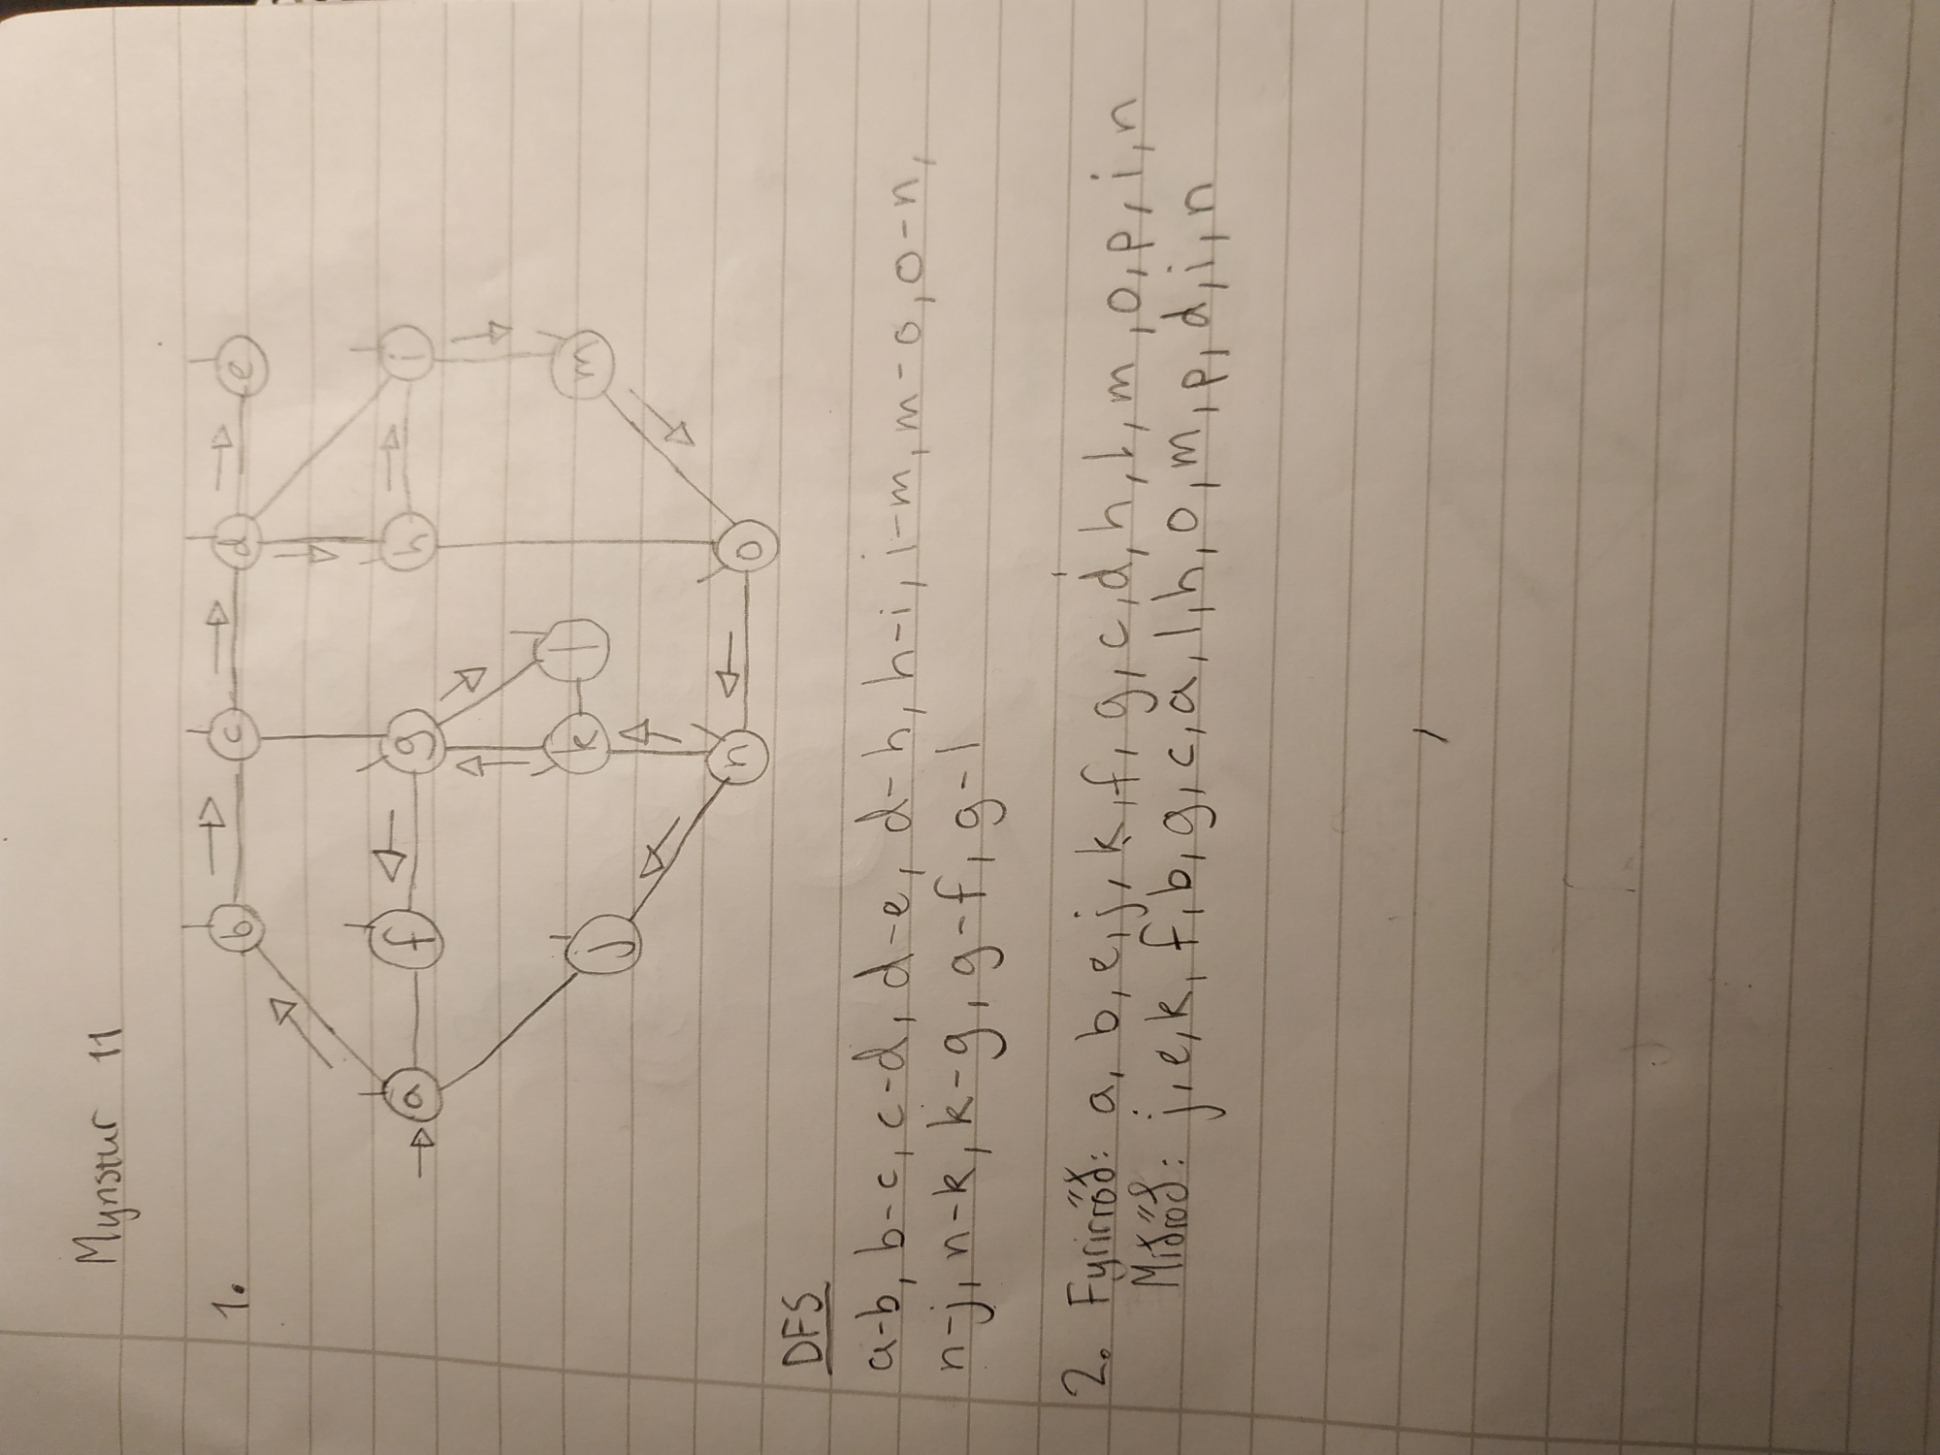 Mynstur 11
1.
b c d e
a f g h i
j k l m
n o
DFS
a-b, b-c, c-d, d-e, d-h, h-i, i-m, m-o, o-n,
n-j, n-k, k-g, g-f, g-l
2. Fyrirröð: a, b, e, j, k, f, g, c, d, h, l, m, o, p, i, n
Miðröð: j, e, k, f, b, g, c, a, l, h, o, m, p, d, i, n